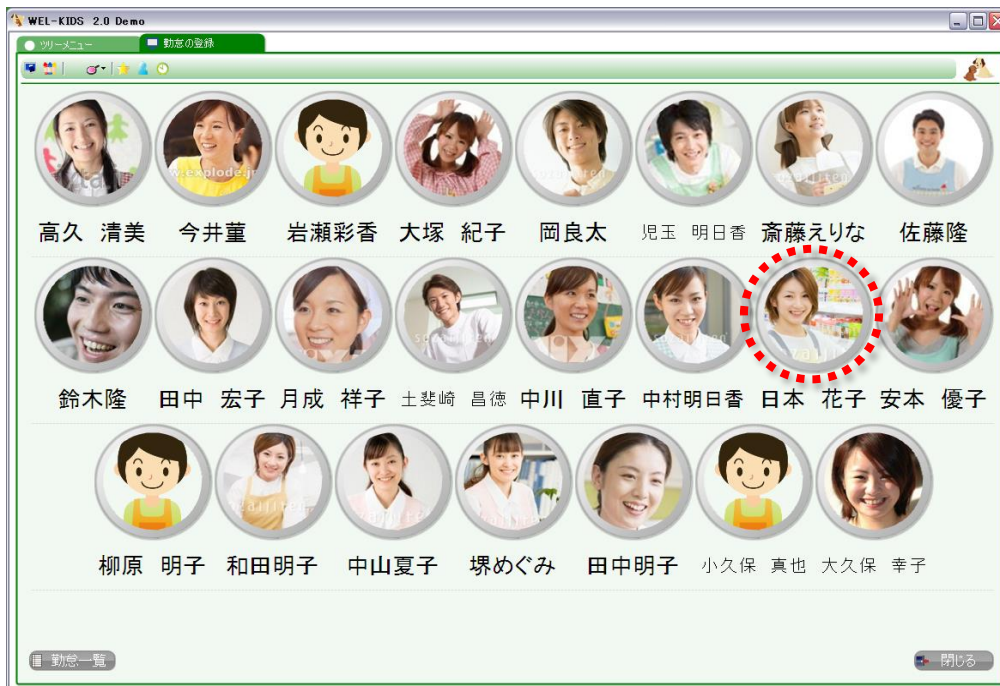 WEL-KIDS 2.0 Demo
ツリーメニュー 勤怠の登録
高久 清美 今井菫 岩瀬彩香 大塚 紀子 岡良太 児玉 明日香 斎藤えりな 佐藤隆
鈴木隆 田中 宏子 月成 祥子 土斐崎 昌徳 中川 直子 中村明日香 日本 花子 安本 優子
柳原 明子 和田明子 中山夏子 堺めぐみ 田中明子 小久保 真也 大久保 幸子
勤怠一覧 閉じる